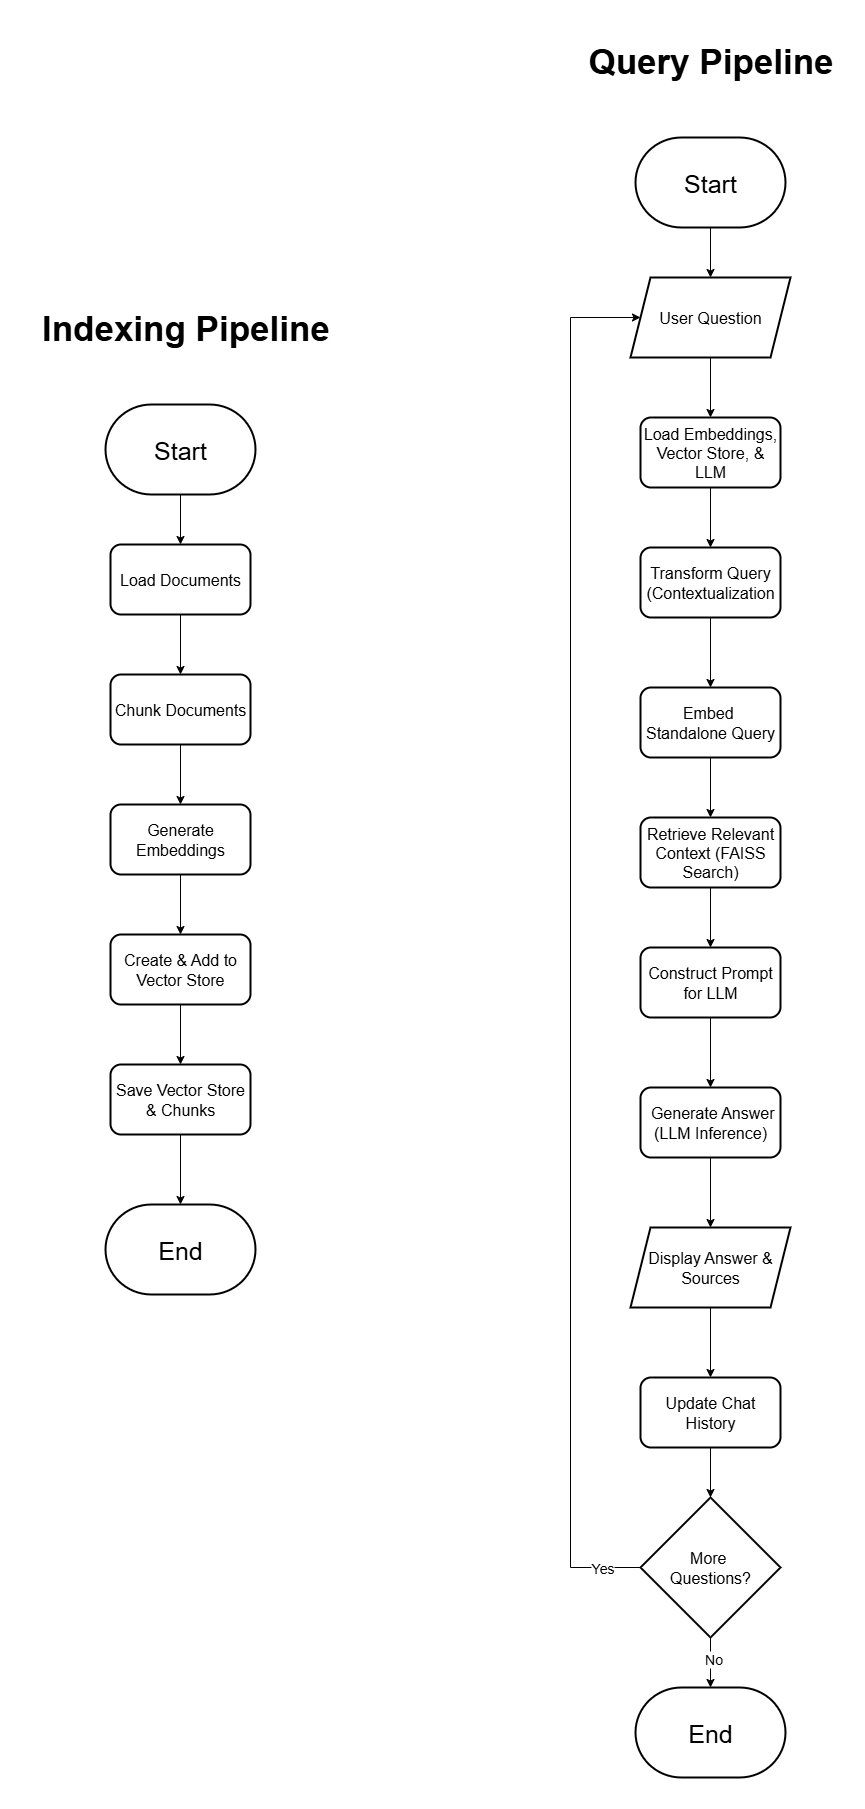 Indexing Pipeline
Start
Load Documents
Chunk Documents
Generate
Embeddings
Create & Add to
Vector Store
Save Vector Store
& Chunks
End
Query Pipeline
Start
User Question
Load Embeddings,
Vector Store, &
LLM
Transform Query
(Contextualization
Embed
Standalone Query
Retrieve Relevant
Context (FAISS
Search)
Construct Prompt
for LLM
Generate Answer
(LLM Inference)
Display Answer &
Sources
Update Chat
History
More
Questions?
Yes
No
End